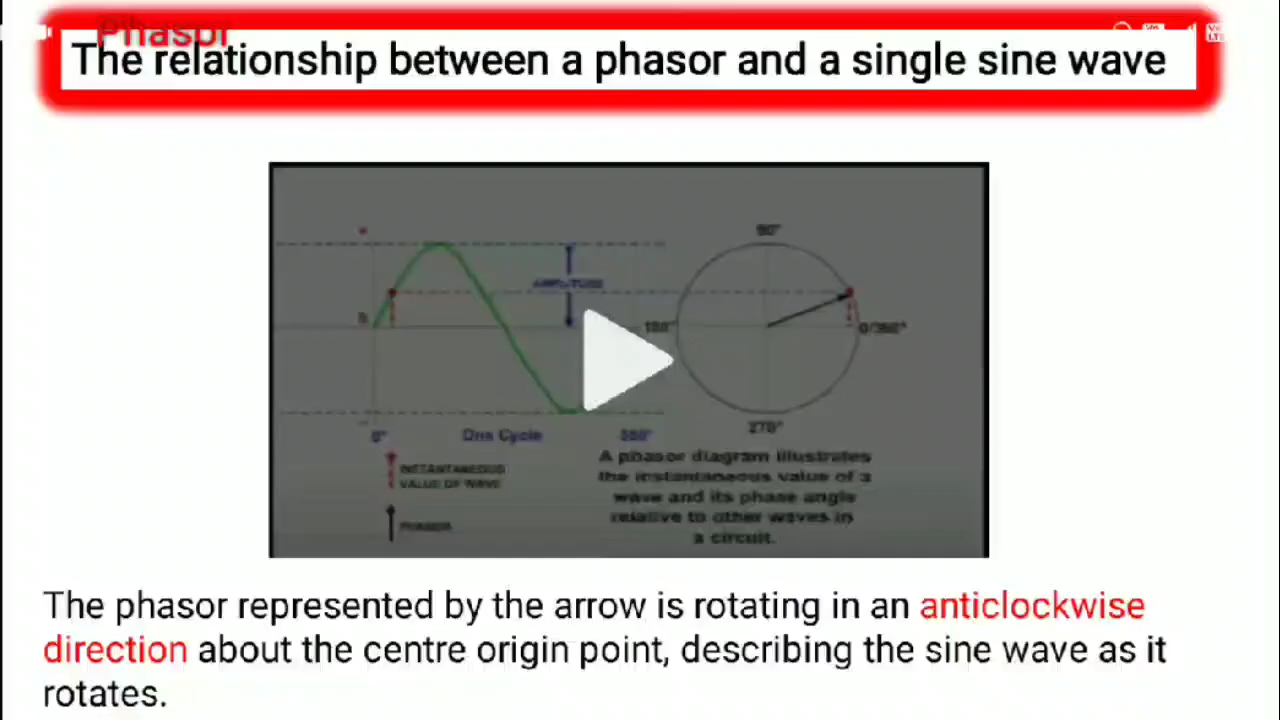 Phaspr
The relationship between a phasor and a single sine wave
90°
AMPLITUDE
180°
0/360°
270°
0°
One Cycle
360°
INSTANTANEOUS
VALUE OF WAVE
PHASOR
A phasor diagram illustrates
the instantaneous value of a
wave and its phase angle
relative to other waves in
a circuit.
The phasor represented by the arrow is rotating in an anticlockwise
direction about the centre origin point, describing the sine wave as it
rotates.